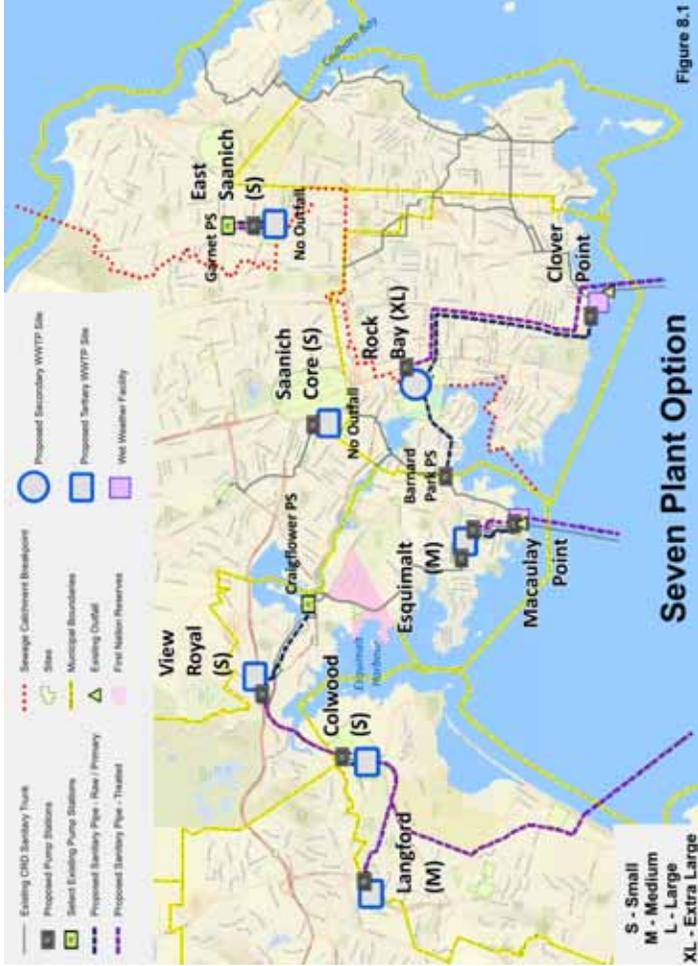 Existing CRD Sanitary Trunk
Proposed Pump Stations
Select Existing Pump Stations
Proposed Sanitary Pipe - Raw / Primary
Proposed Sanitary Pipe - Treated
Sewage Catchment Breakpoint
Sites
Municipal Boundaries
Existing Outfall
First Nation Reserves
Proposed Secondary WWTP Site
Proposed Tertiary WWTP Site
Wet Weather Facility
View
Royal
(S)
Craigflower PS
Saanich
Core (S)
No Outfall
Garnet PS
East
Saanich
(S)
No Outfall
Cadboro Bay
Rock
Bay (XL)
Barnard
Park PS
Colwood
(S)
Esquimalt
Harbour
Esquimalt
(M)
Langford
(M)
Macaulay
Point
Clover
Point
S - Small
M - Medium
L - Large
XL - Extra Large
Seven Plant Option
Figure 8.1